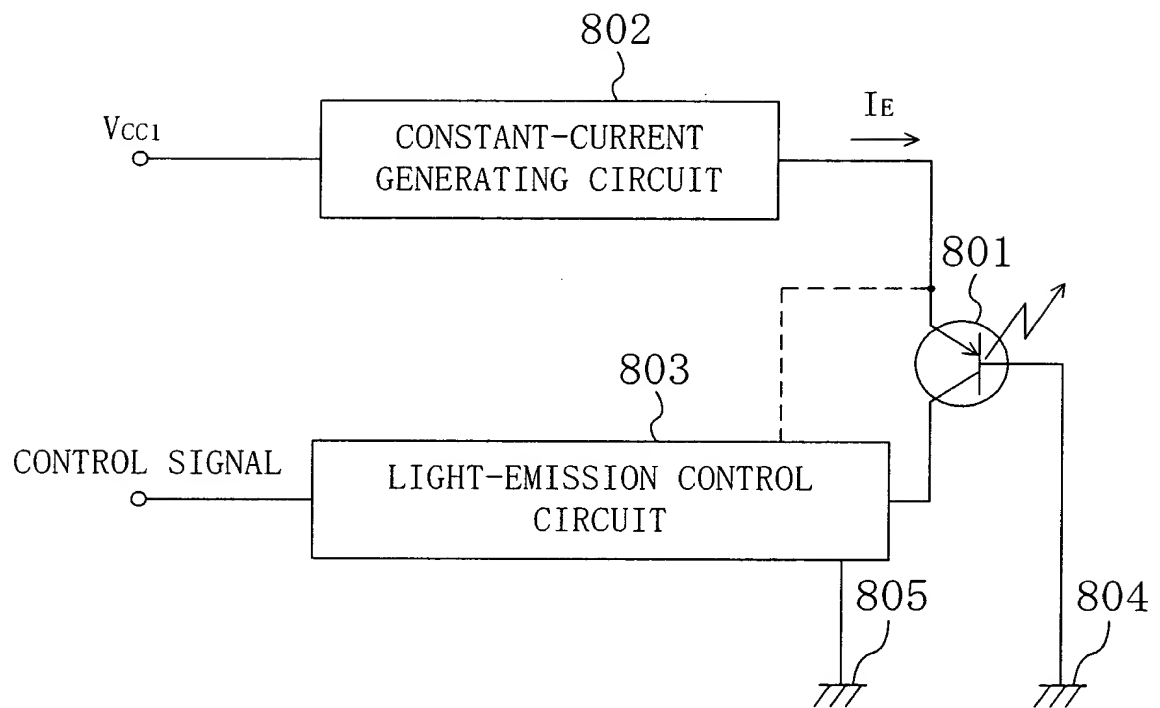 802
VCC1
CONSTANT-CURRENT
GENERATING CIRCUIT
IE
801
803
CONTROL SIGNAL
LIGHT-EMISSION CONTROL
CIRCUIT
805
804